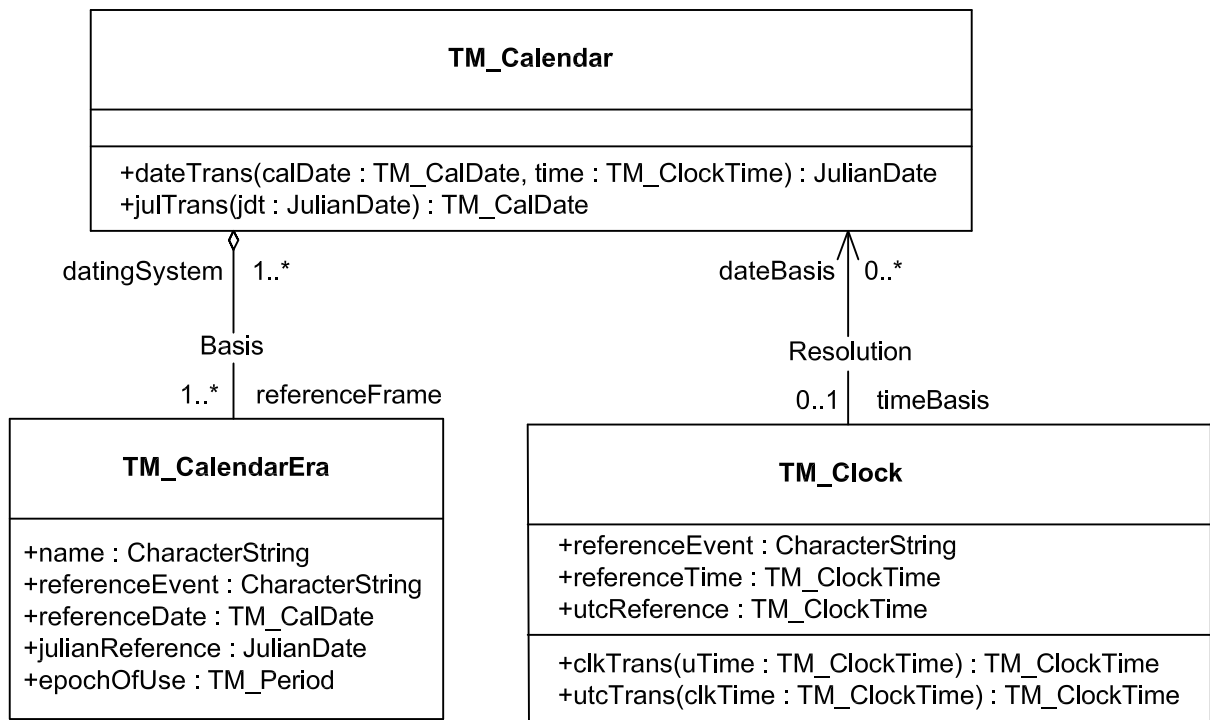 TM_Calendar
+dateTrans(calDate : TM_CalDate, time : TM_ClockTime) : JulianDate
+julTrans(jdt : JulianDate) : TM_CalDate
datingSystem 1..*
dateBasis 0..*
Basis
Resolution
1..* referenceFrame
0..1 timeBasis
TM_CalendarEra
+name : CharacterString
+referenceEvent : CharacterString
+referenceDate : TM_CalDate
+julianReference : JulianDate
+epochOfUse : TM_Period
TM_Clock
+referenceEvent : CharacterString
+referenceTime : TM_ClockTime
+utcReference : TM_ClockTime
+clkTrans(uTime : TM_ClockTime) : TM_ClockTime
+utcTrans(clkTime : TM_ClockTime) : TM_ClockTime